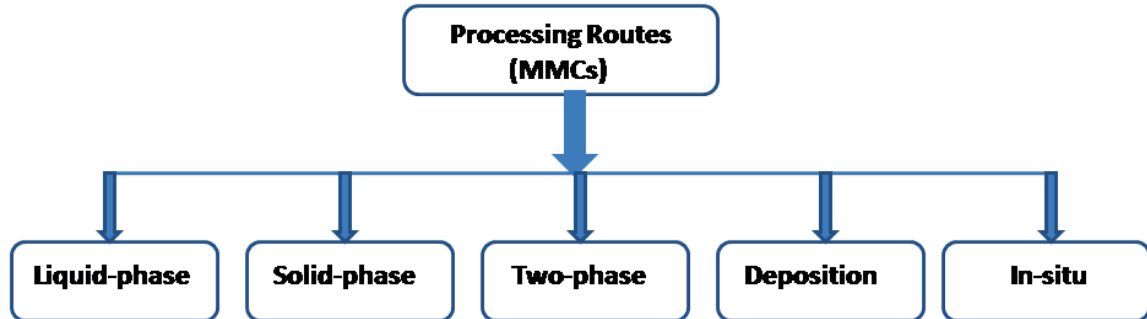 Processing Routes
(MMCs)
Liquid-phase
Solid-phase
Two-phase
Deposition
In-situ